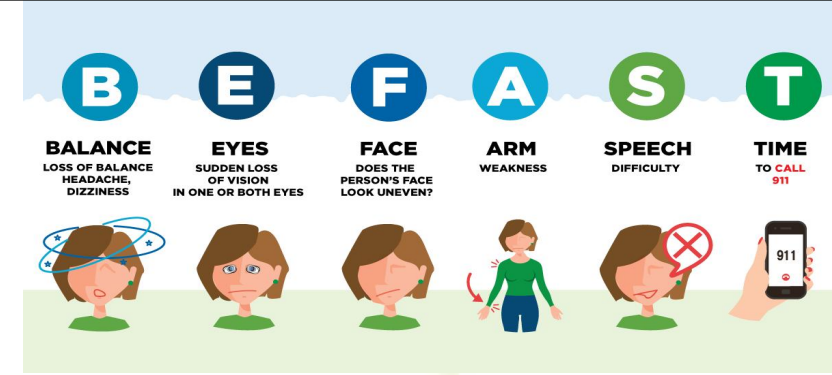 B
E
F
A
S
T
BALANCE
LOSS OF BALANCE
HEADACHE,
DIZZINESS
EYES
SUDDEN LOSS
OF VISION
IN ONE OR BOTH EYES
FACE
DOES THE
PERSON'S FACE
LOOK UNEVEN?
ARM
WEAKNESS
SPEECH
DIFFICULTY
TIME
TO CALL
911
911